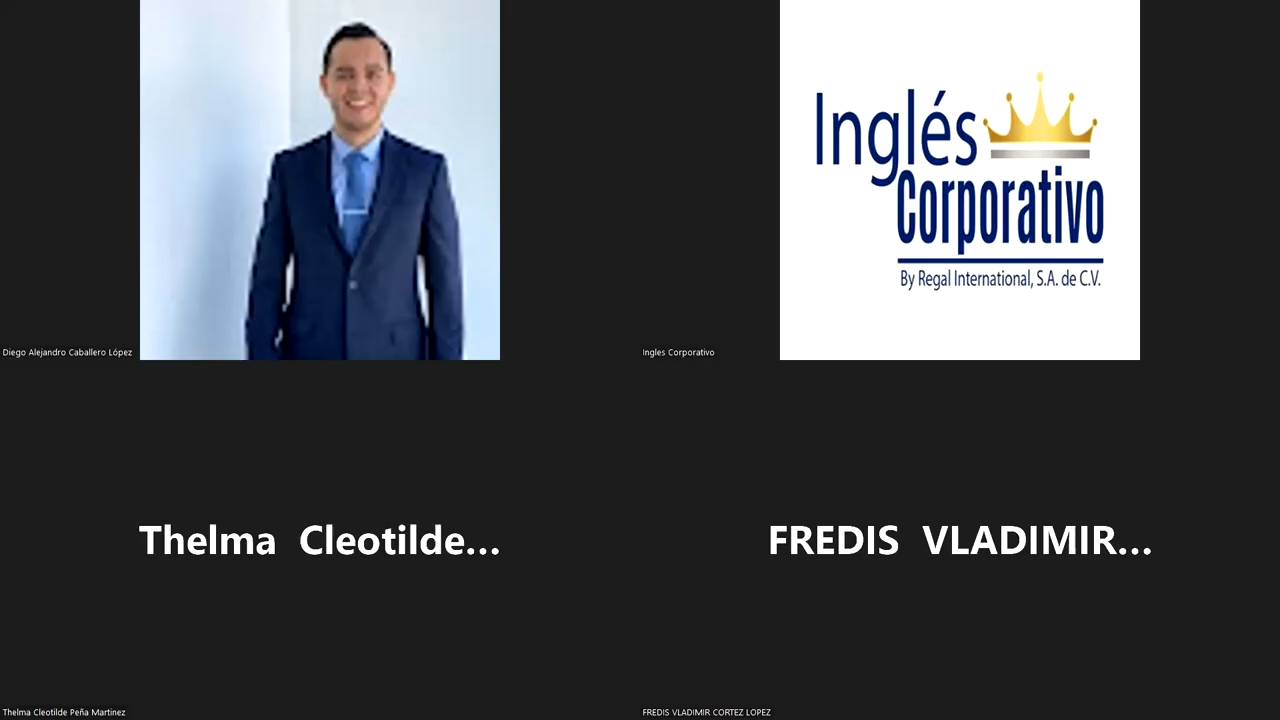 Inglés
Corporativo
By Regal International, S.A. de C.V.
Diego Alejandro Caballero López
Ingles Corporativo
Thelma Cleotilde...
FREDIS VLADIMIR...
Thelma Cleotilde Peña Martinez
FREDIS VLADIMIR CORTEZ LOPEZ